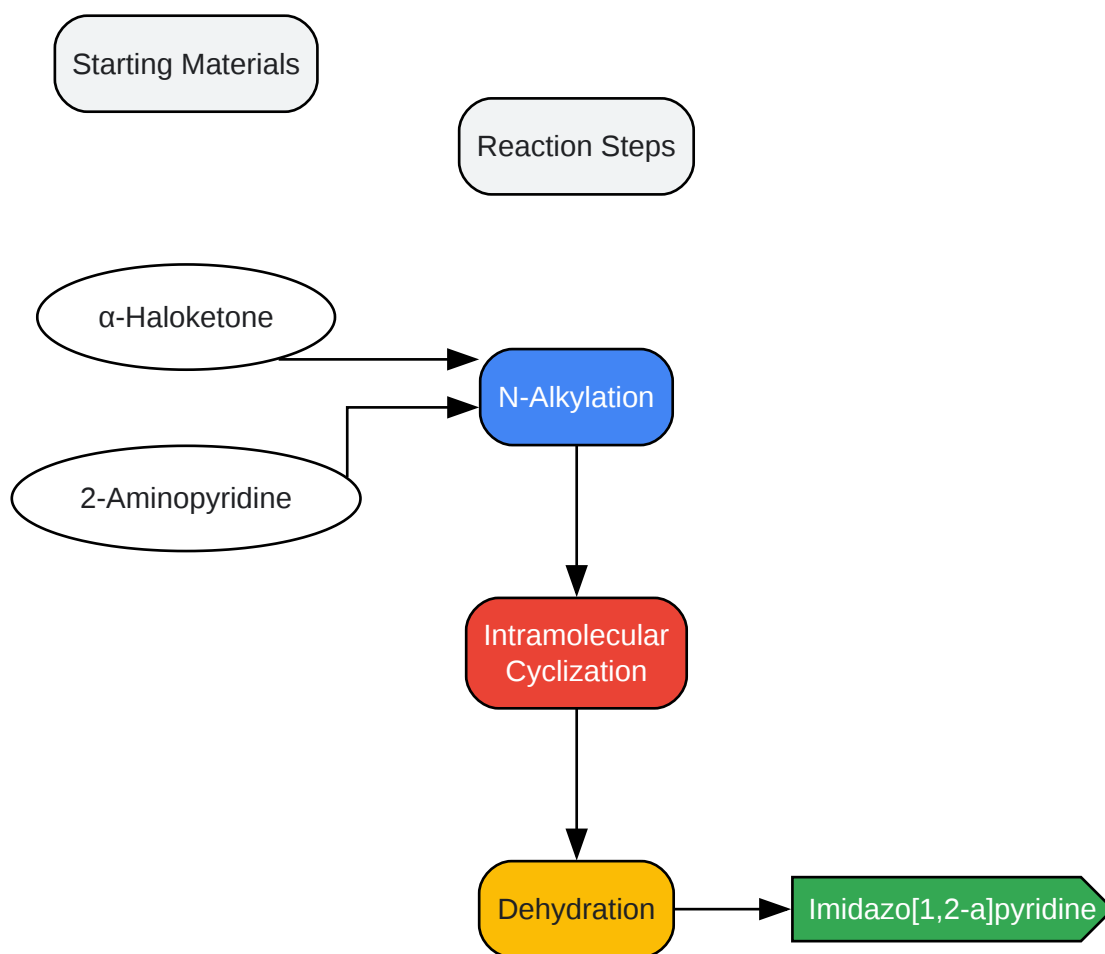 Starting Materials
Reaction Steps
α-Haloketone
N-Alkylation
2-Aminopyridine
Intramolecular
Cyclization
Dehydration
Imidazo[1,2-a]pyridine